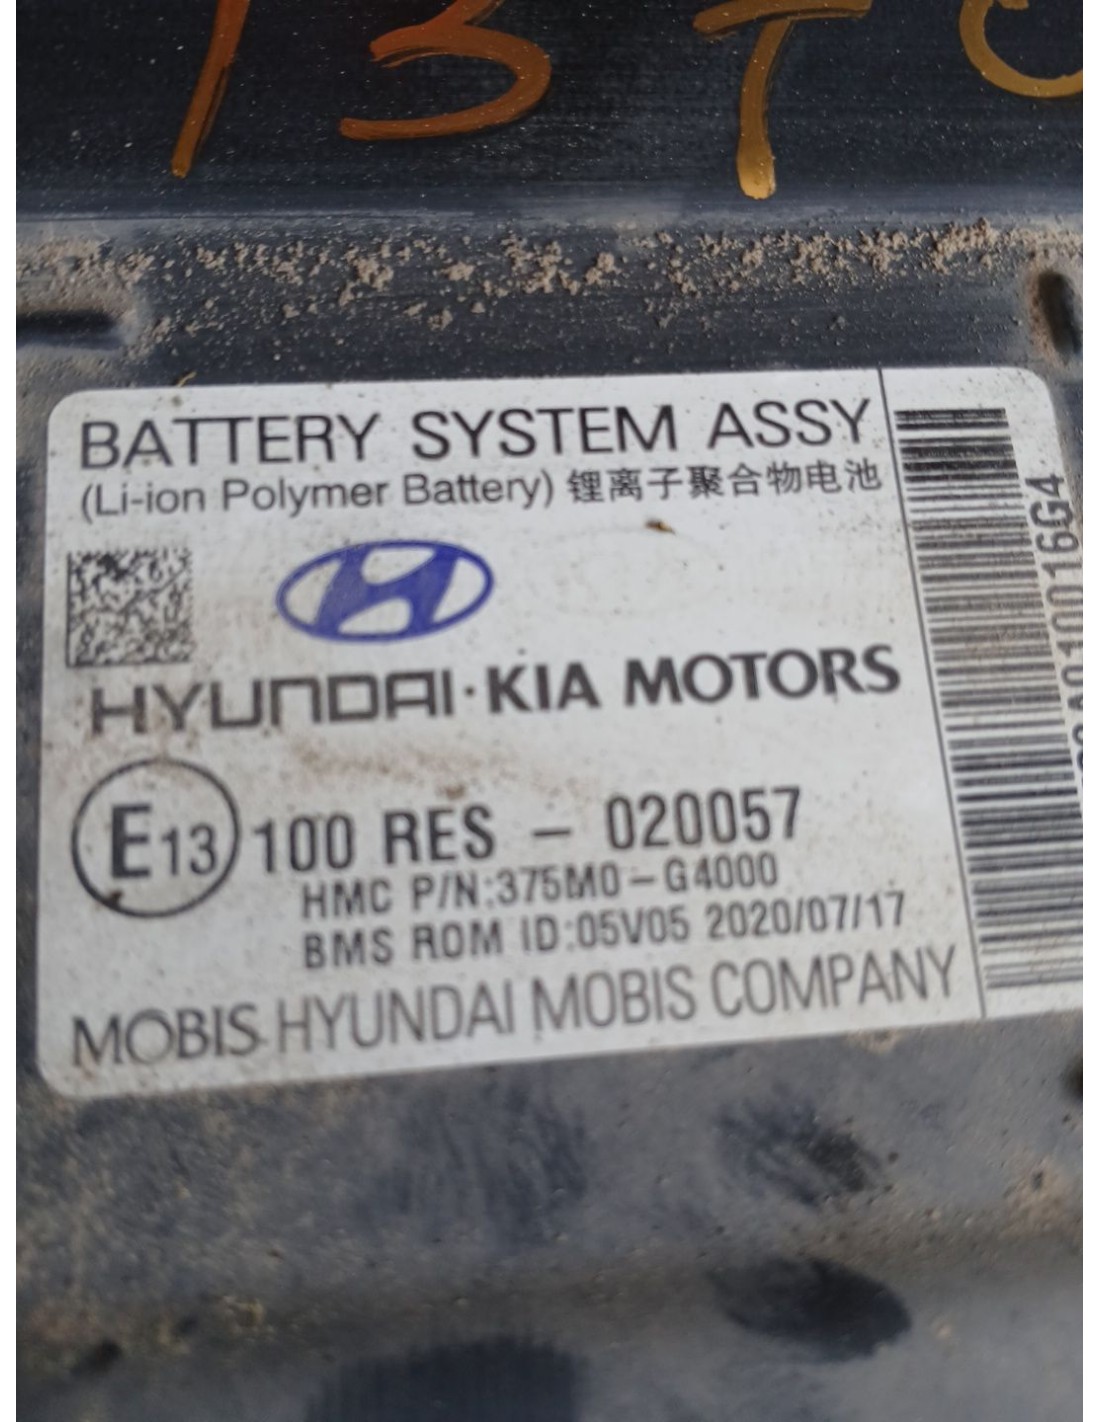 13T
BATTERY SYSTEM ASSY
(Li-ion Polymer Battery) 锂离子聚合物电池
HYUNDAI · KIA MOTORS
E13 100 RES - 020057
HMC P/N:375M0-G4000
BMS ROM ID:05V05 2020/07/17
MOBIS HYUNDAI MOBIS COMPANY